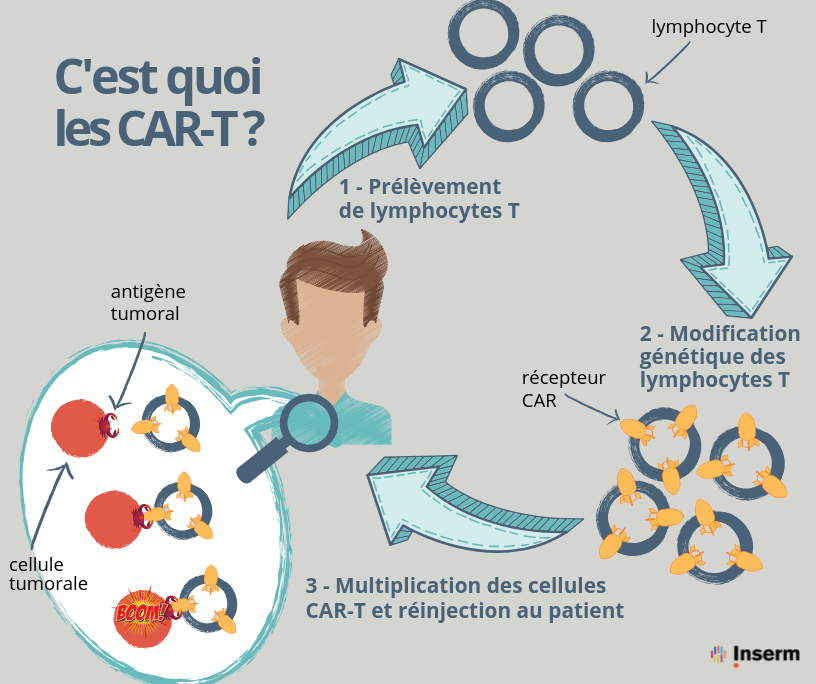 C'est quoi
les CAR-T ?
lymphocyte T
1 - Prélèvement
de lymphocytes T
2 - Modification
génétique des
lymphocytes T
récepteur
CAR
3 - Multiplication des cellules
CAR-T et réinjection au patient
antigène
tumoral
cellule
tumorale
BOOM!
Inserm